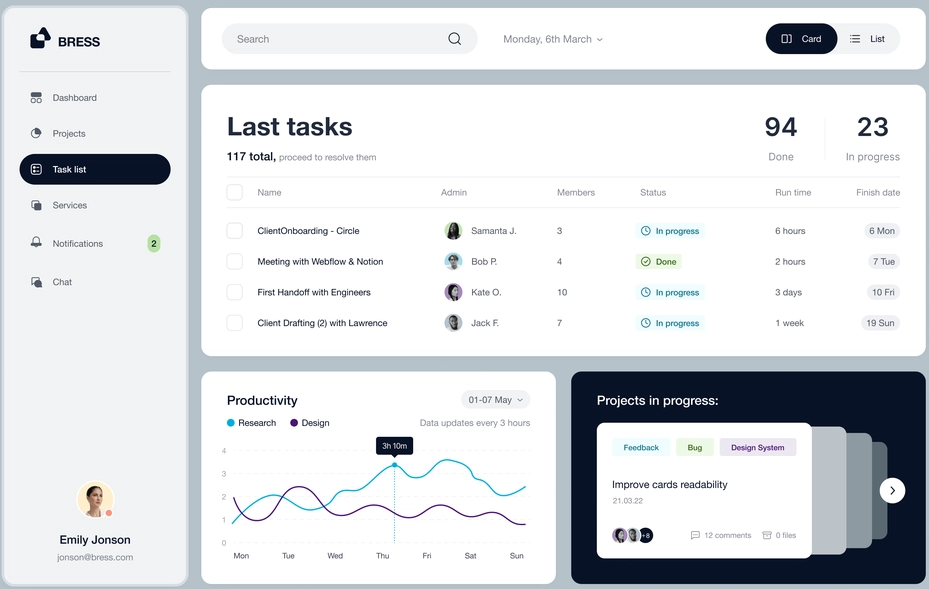 BRESS
Dashboard
Projects
Task list
Services
Notifications 2
Chat
Emily Jonson
jonson@bress.com
Search
Monday, 6th March
Card
List
Last tasks
117 total, proceed to resolve them
94
Done
23
In progress
Name Admin Members Status Run time Finish date
ClientOnboarding - Circle Samanta J. 3 In progress 6 hours 6 Mon
Meeting with Webflow & Notion Bob P. 4 Done 2 hours 7 Tue
First Handoff with Engineers Kate O. 10 In progress 3 days 10 Fri
Client Drafting (2) with Lawrence Jack F. 7 In progress 1 week 19 Sun
Productivity 01-07 May
Research Design Data updates every 3 hours
3h 10m
4
3
2
1
0
Mon Tue Wed Thu Fri Sat Sun
Projects in progress:
Feedback Bug Design System
Improve cards readability
21.03.22
+8 12 comments 0 files